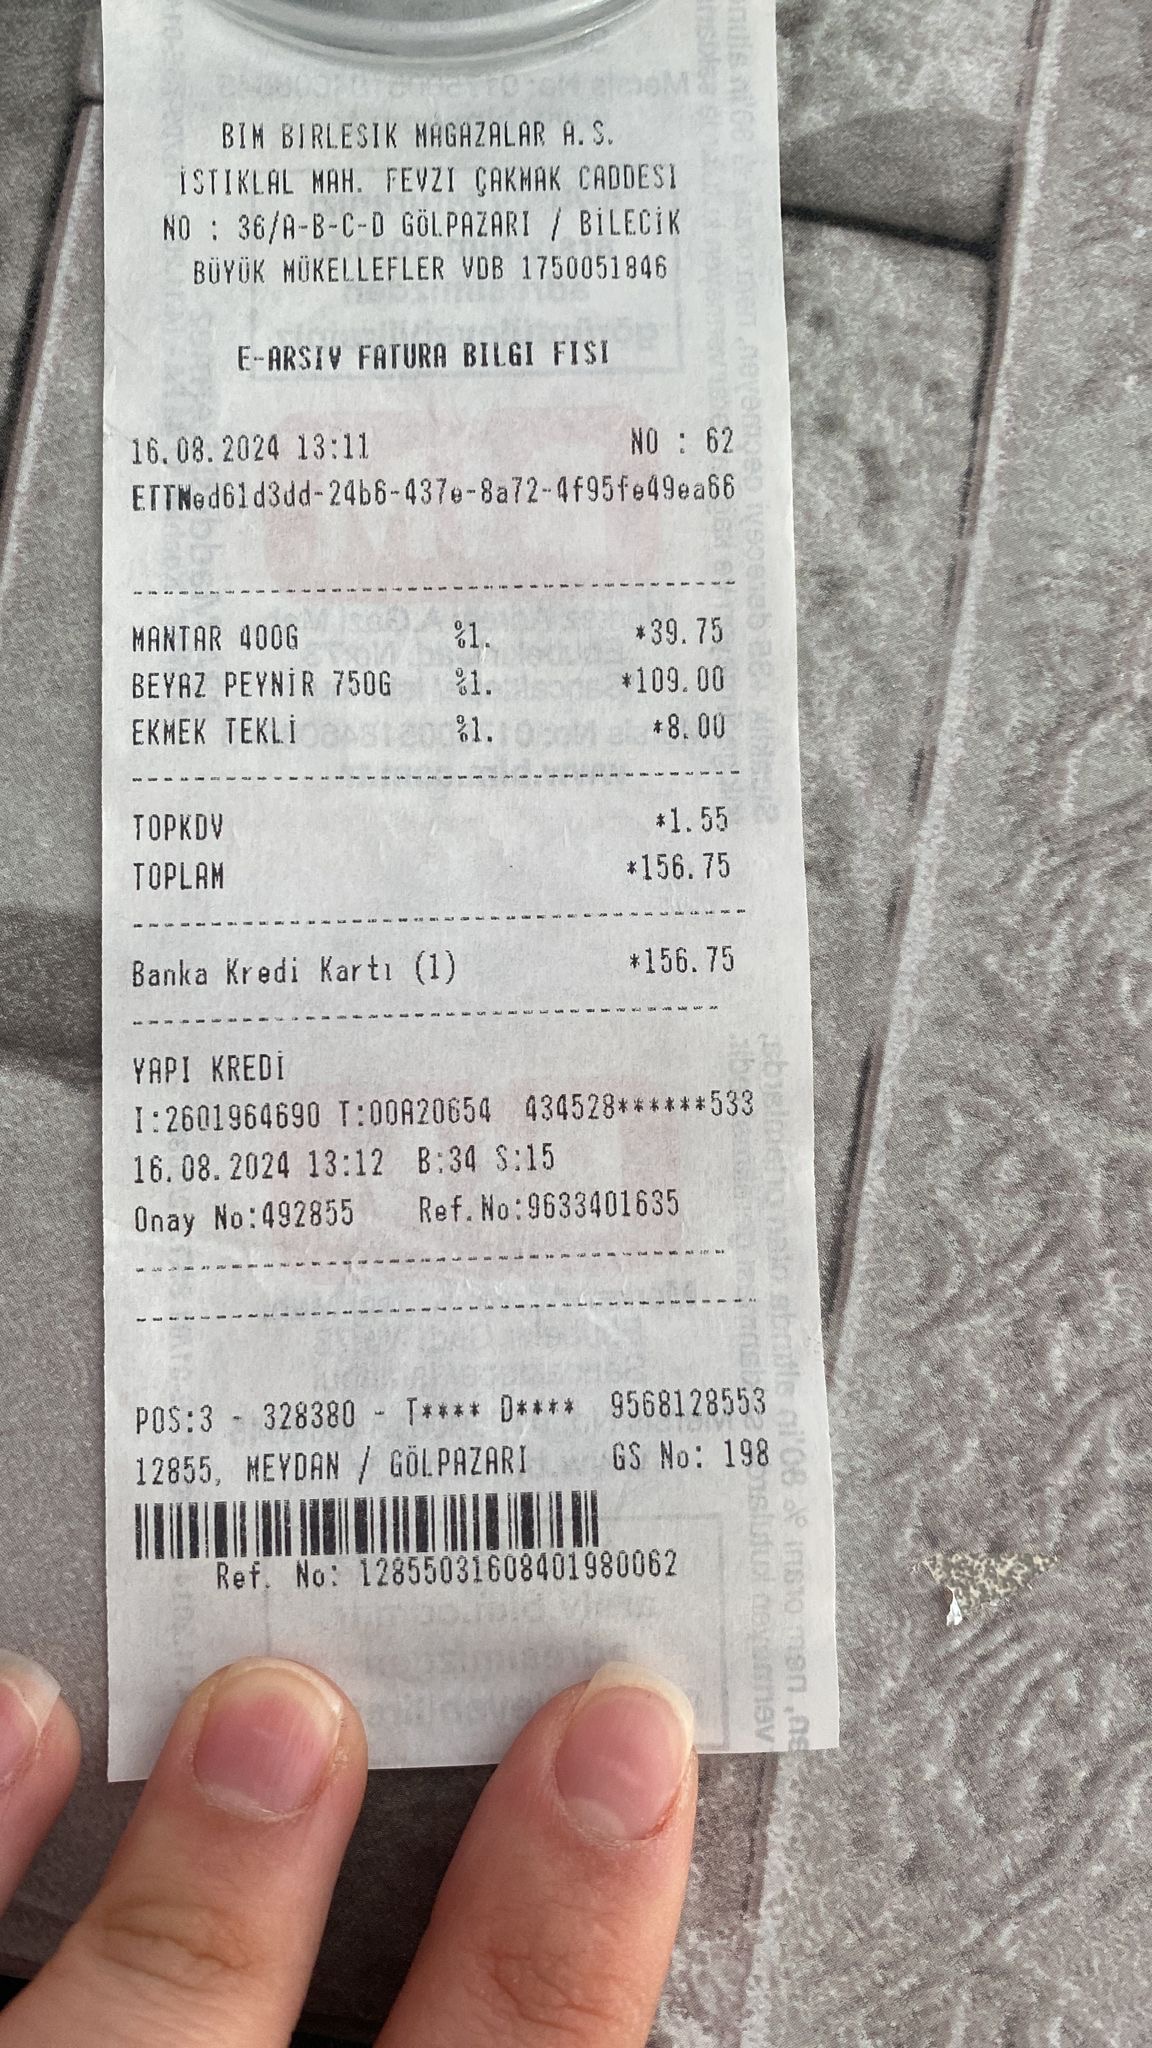 BIM BIRLESIK MAGAZALAR A.S.
İSTIKLAL MAH. FEVZI ÇAKMAK CADDESI
NO : 36/A-B-C-D GÖLPAZARI / BİLECİK
BÜYÜK MÜKELLEFLER VDB 1750051846
E-ARSIV FATURA BILGI FISI
16.08.2024 13:11 NO : 62
ETTNed61d3dd-24b6-437e-8a72-4f95fe49ea66
MANTAR 400G %1. *39.75
BEYAZ PEYNİR 750G %1. *109.00
EKMEK TEKLİ %1. *8.00
TOPKDV *1.55
TOPLAM *156.75
Banka Kredi Kartı (1) *156.75
YAPI KREDİ
I:2601964690 T:00A20654 434528******533
16.08.2024 13:12 B:34 S:15
Onay No:492855 Ref.No:9633401635
POS:3 - 328380 - T**** D**** 9568128553
12855, MEYDAN / GÖLPAZARI GS No: 198
Ref. No: 12855031608401980062